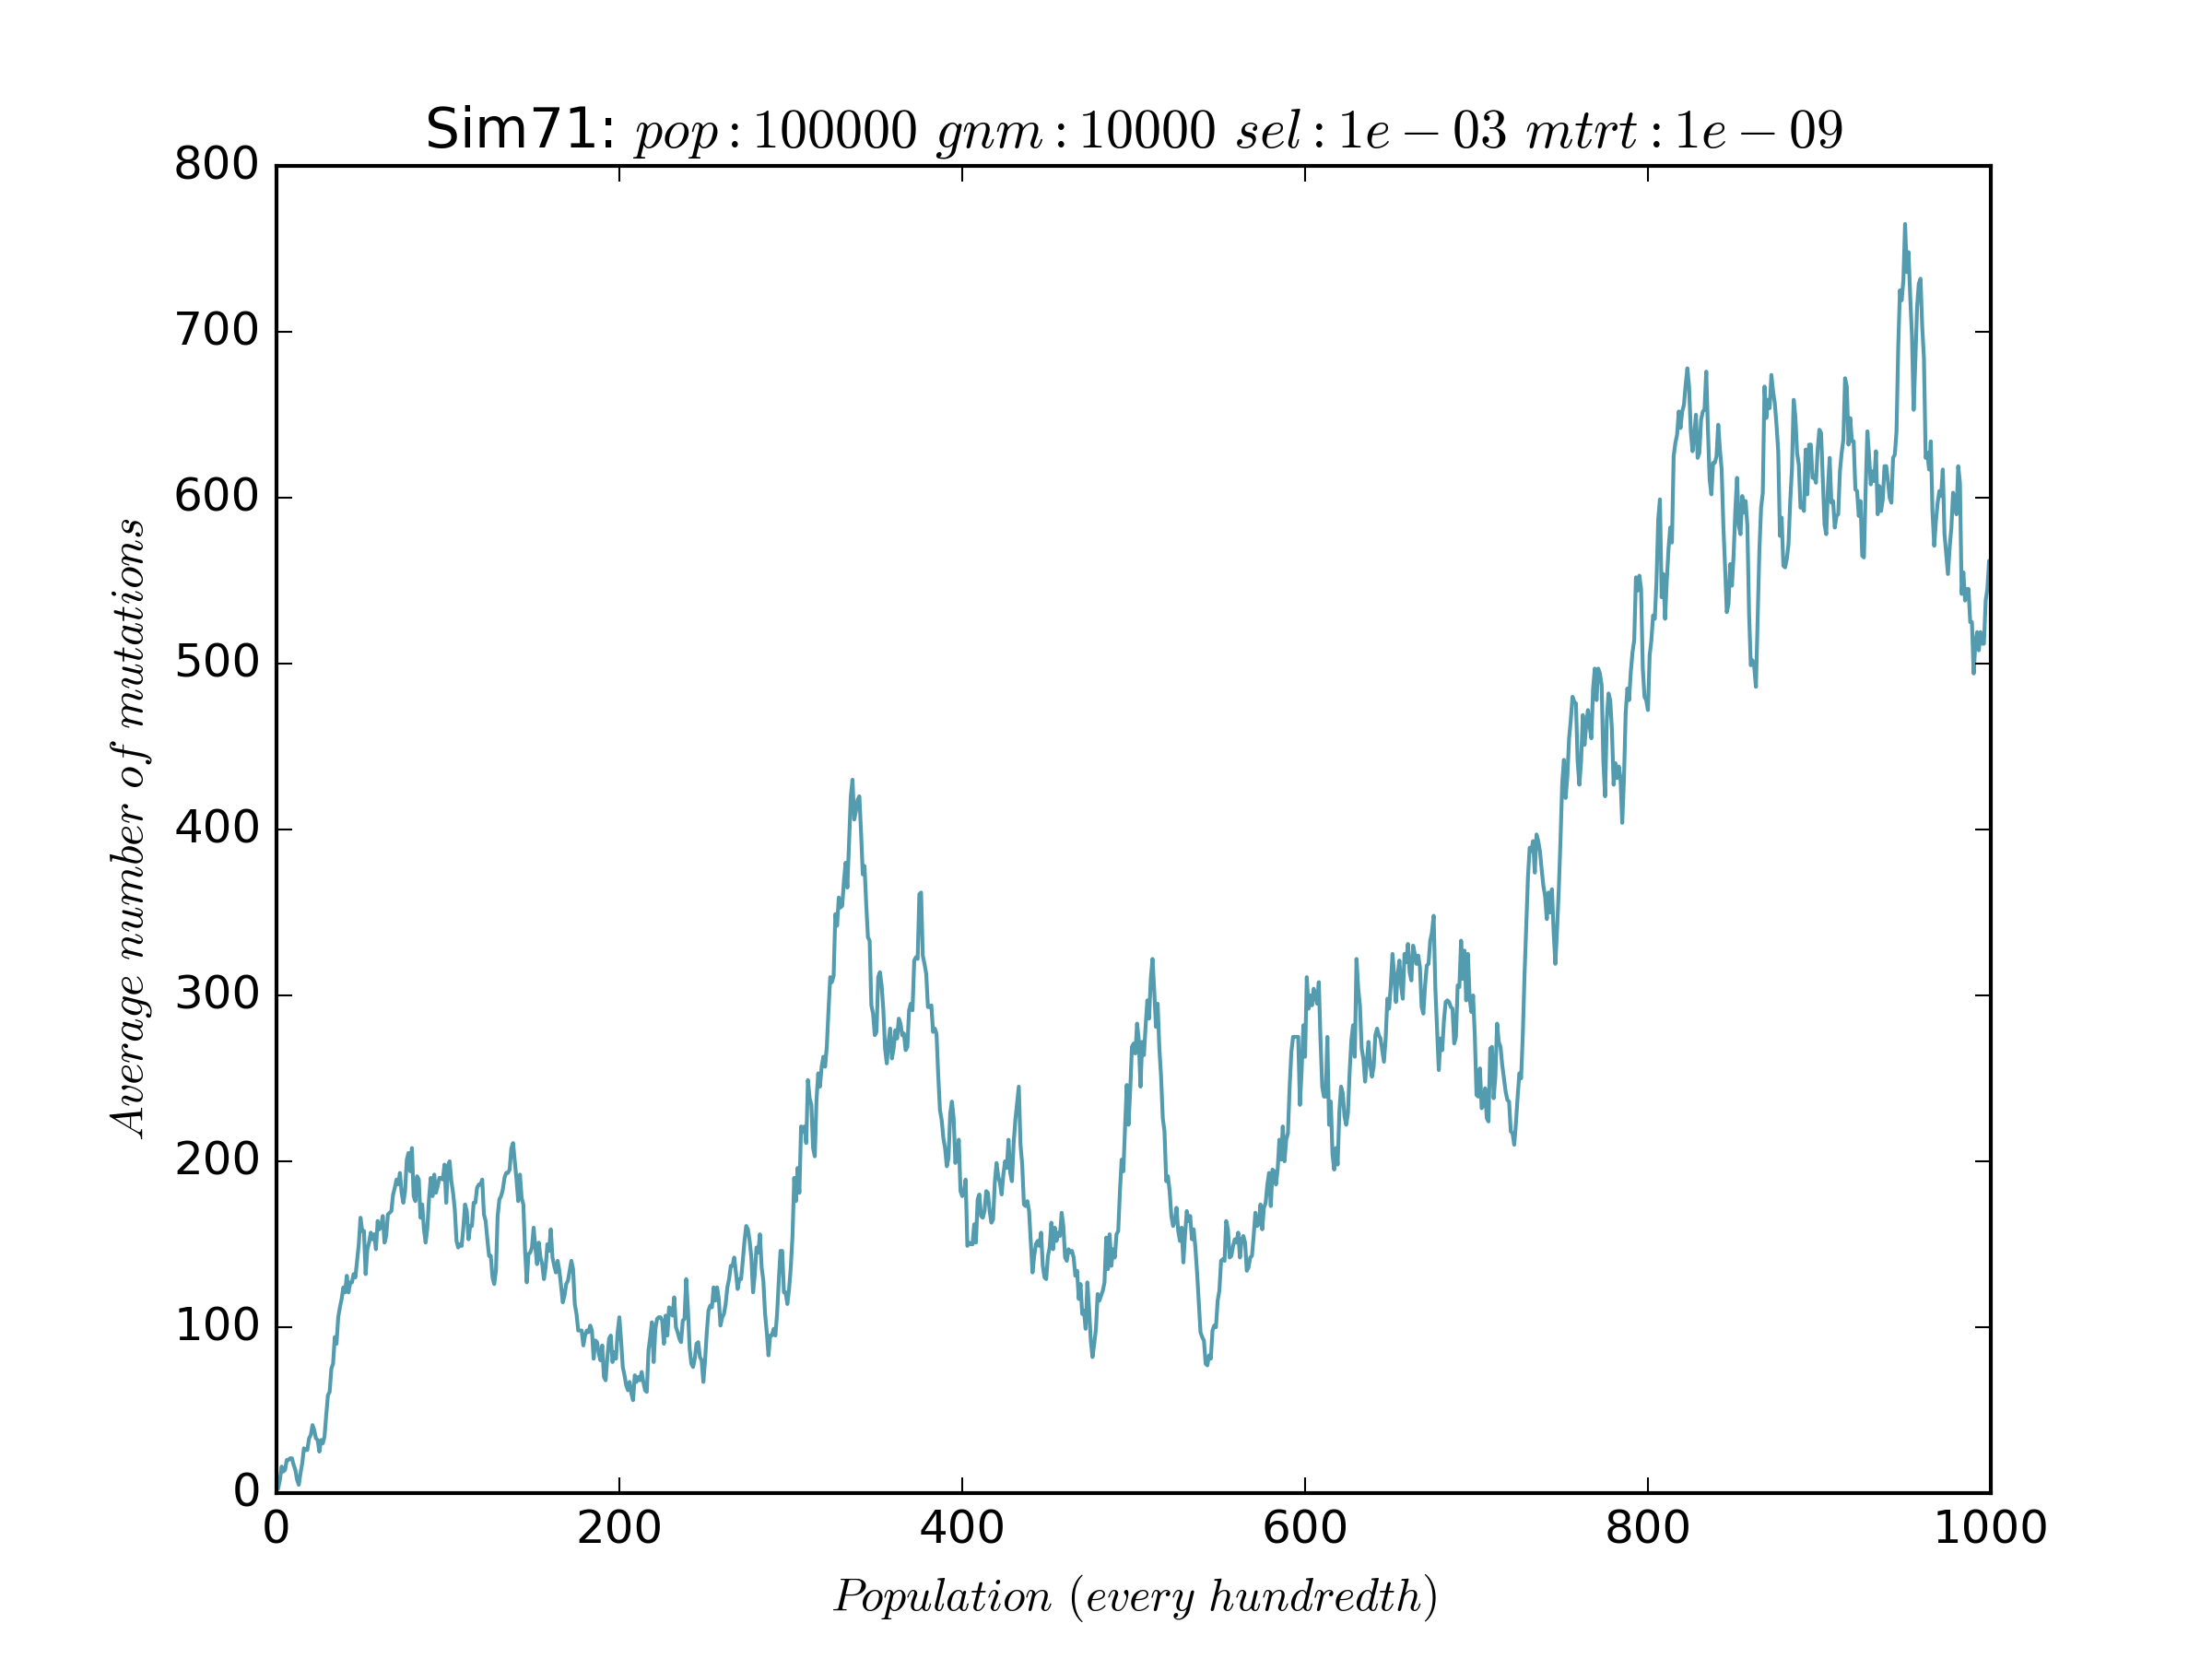 Sim71: pop : 100000 gnm : 10000 sel : 1e − 03 mtrt : 1e − 09
800
700
600
500
400
300
200
100
0
Average number of mutations
0 200 400 600 800 1000
Population (every hundredth)